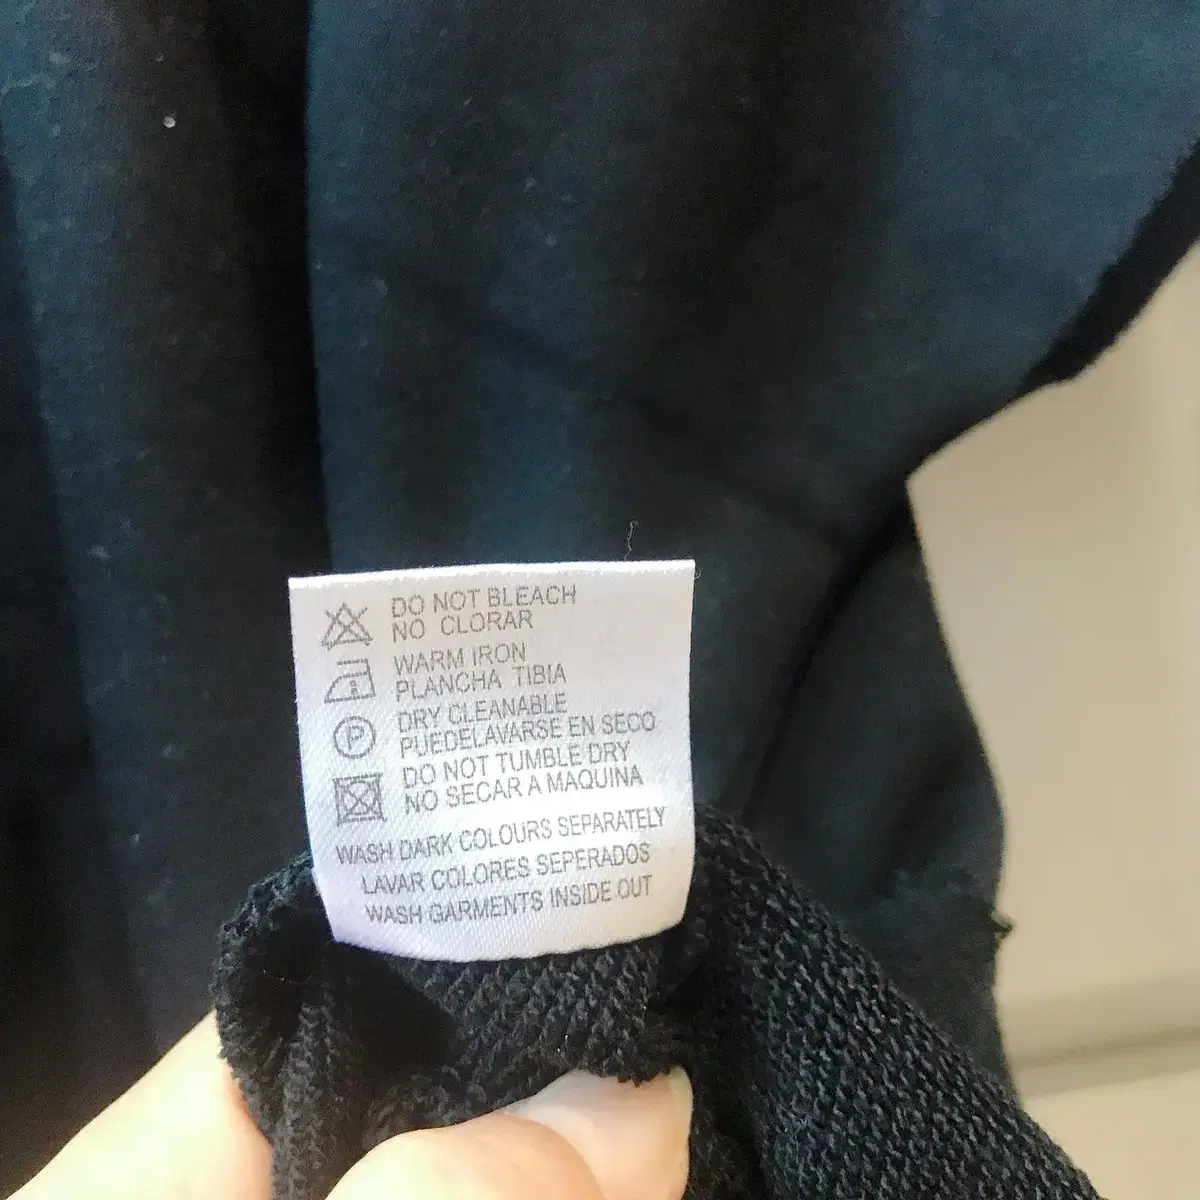 DO NOT BLEACH
NO CLORAR
WARM IRON
PLANCHA TIBIA
DRY CLEANABLE
P PUEDELAVARSE EN SECO
DO NOT TUMBLE DRY
NO SECAR A MAQUINA
WASH DARK COLOURS SEPARATELY
LAVAR COLORES SEPERADOS
WASH GARMENTS INSIDE OUT